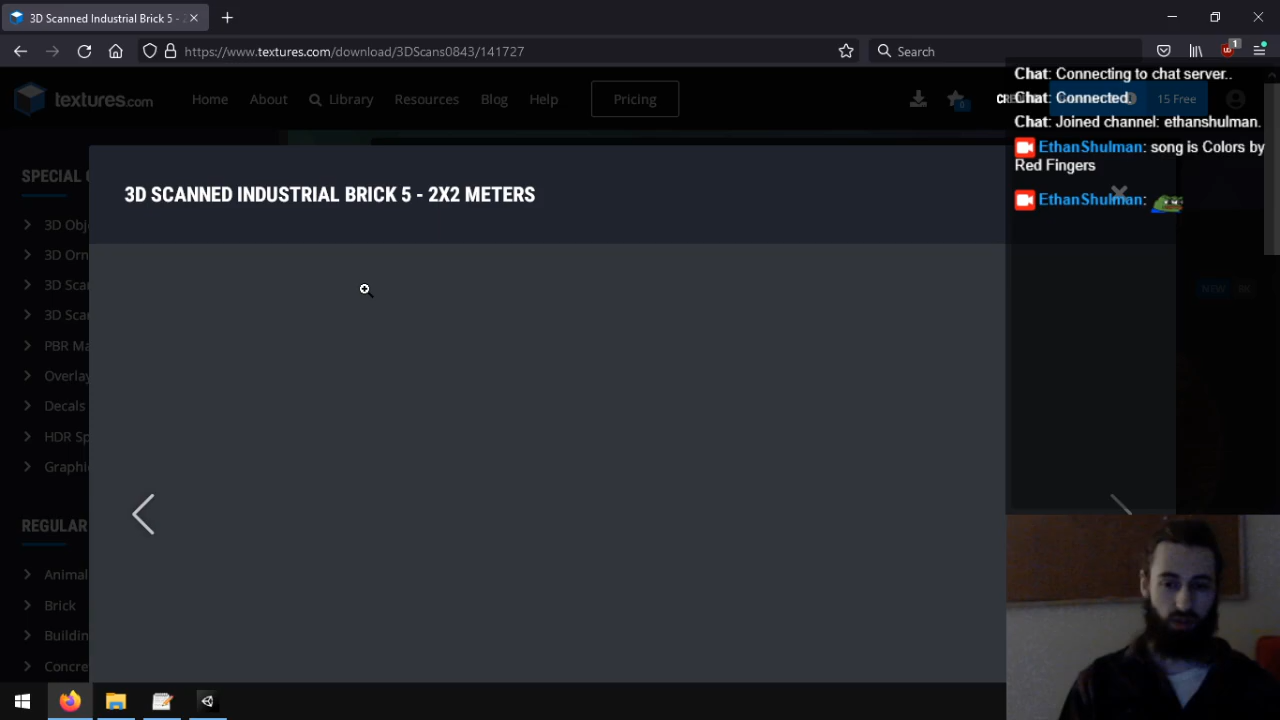 3D Scanned Industrial Brick 5 - 2
https://www.textures.com/download/3DScans0843/141727
Search
1
textures.com
Home
About
Library
Resources
Blog
Help
Pricing
0
15 Free
Chat: Connecting to chat server..
Chat: Connected.
Chat: Joined channel: ethanshulman.
EthanShulman: song is Colors by
Red Fingers
EthanShulman:
SPECIAL
3D SCANNED INDUSTRIAL BRICK 5 - 2X2 METERS
3D Obj
3D Orn
3D Sca
3D Sca
PBR Ma
Overlay
Decals
HDR Sp
Graphi
NEW
REGULAR
Animal
Brick
Buildin
Concre